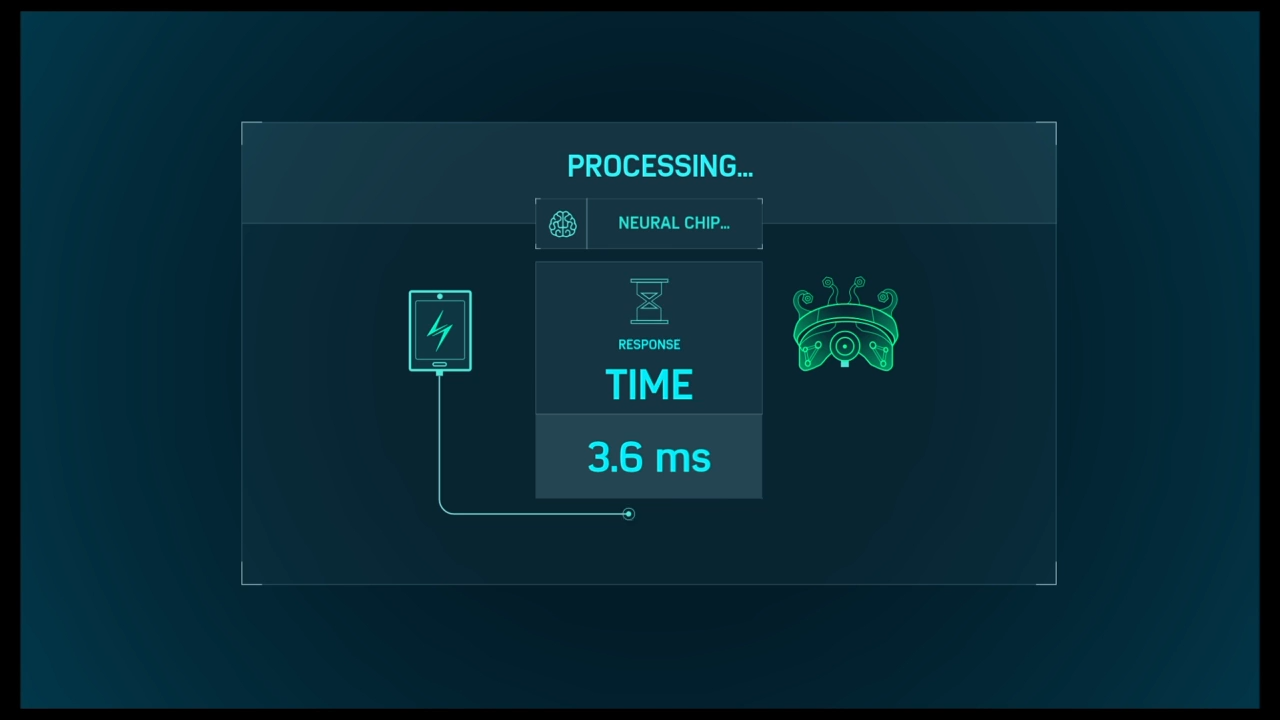 PROCESSING...
NEURAL CHIP...
RESPONSE
TIME
3.6 ms